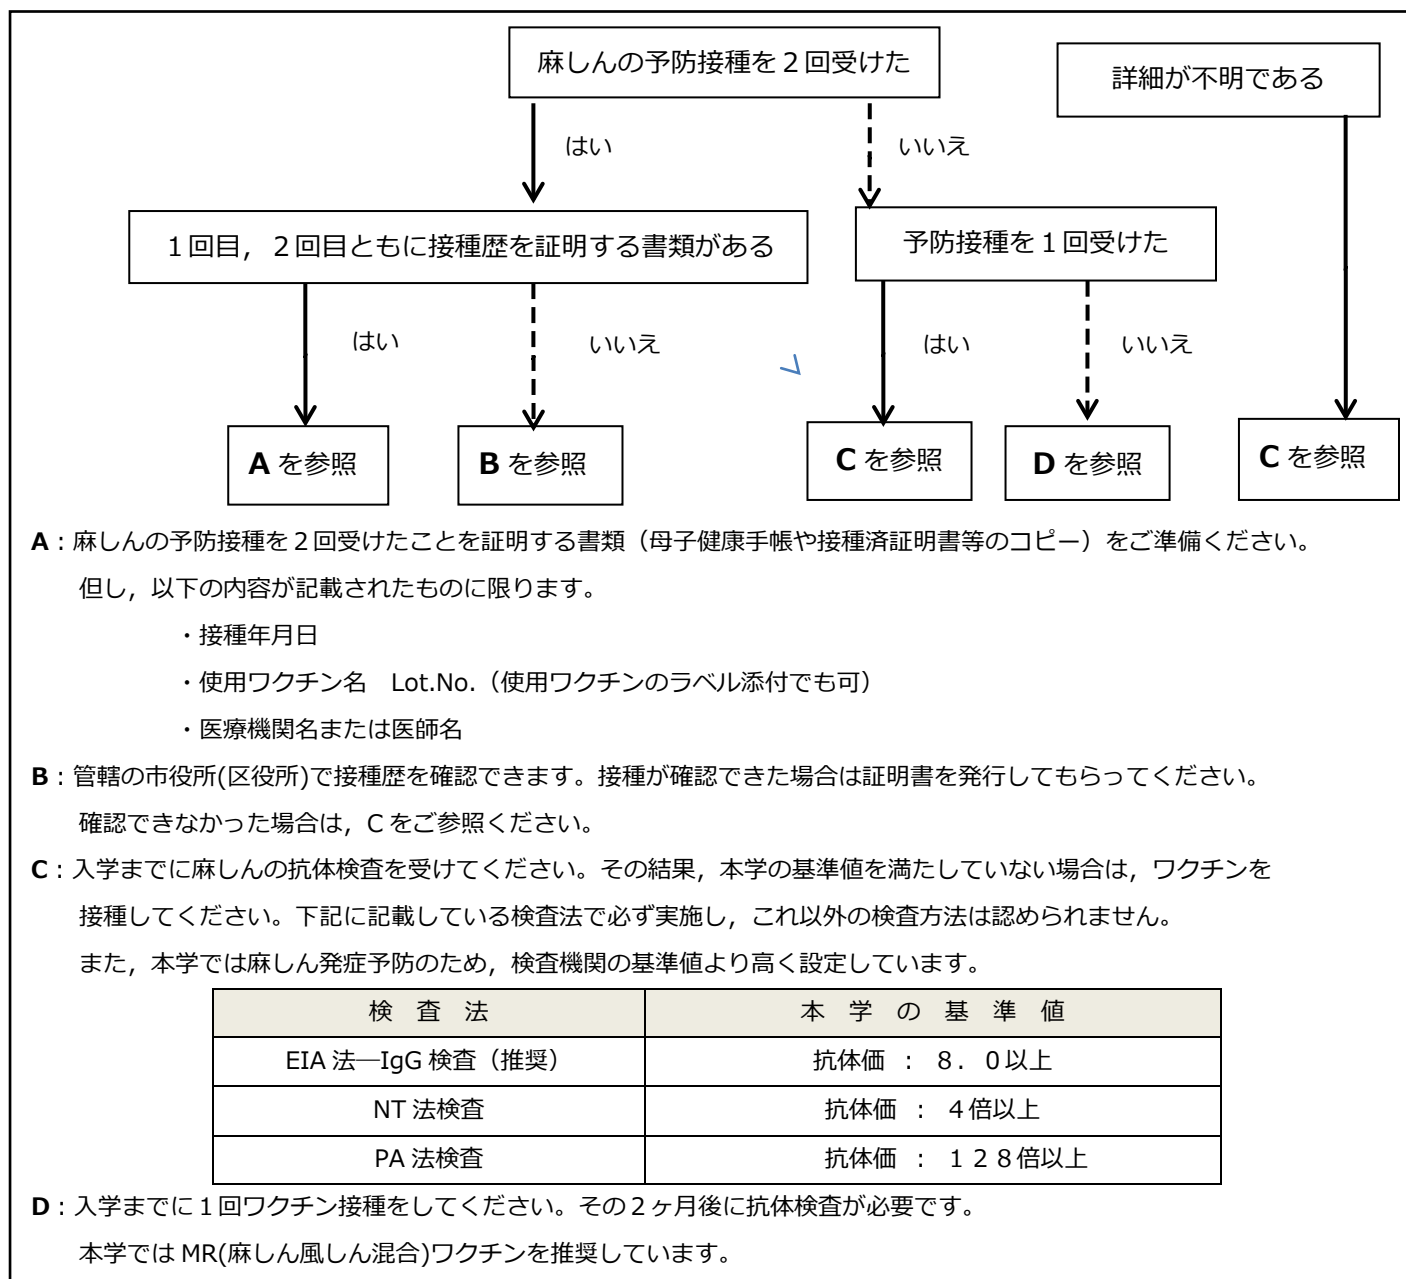 麻しんの予防接種を２回受けた
詳細が不明である
はい
いいえ
１回目，２回目ともに接種歴を証明する書類がある
予防接種を１回受けた
はい
いいえ
はい
いいえ
A を参照
B を参照
C を参照
D を参照
C を参照
A：麻しんの予防接種を２回受けたことを証明する書類（母子健康手帳や接種済証明書等のコピー）をご準備ください。
但し，以下の内容が記載されたものに限ります。
・接種年月日
・使用ワクチン名　Lot.No.（使用ワクチンのラベル添付でも可）
・医療機関名または医師名
B：管轄の市役所(区役所)で接種歴を確認できます。接種が確認できた場合は証明書を発行してもらってください。
確認できなかった場合は，C をご参照ください。
C：入学までに麻しんの抗体検査を受けてください。その結果，本学の基準値を満たしていない場合は，ワクチンを
接種してください。下記に記載している検査法で必ず実施し，これ以外の検査方法は認められません。
また，本学では麻しん発症予防のため，検査機関の基準値より高く設定しています。
検　査　法　本　学　の　基　準　値
EIA 法―IgG 検査（推奨）　抗体価　：　８．０以上
NT 法検査　抗体価　：　４倍以上
PA 法検査　抗体価　：　１２８倍以上
D：入学までに１回ワクチン接種をしてください。その２ヶ月後に抗体検査が必要です。
本学では MR(麻しん風しん混合)ワクチンを推奨しています。